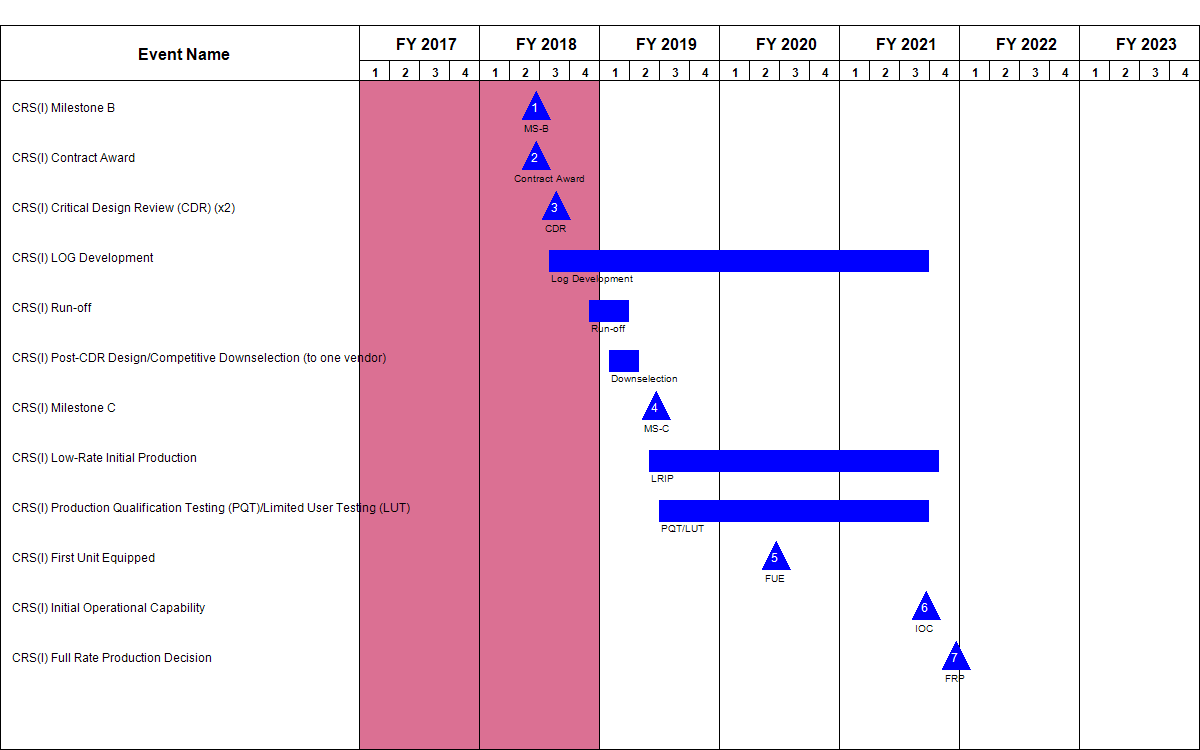 Event Name FY 2017 FY 2018 FY 2019 FY 2020 FY 2021 FY 2022 FY 2023
1 2 3 4 1 2 3 4 1 2 3 4 1 2 3 4 1 2 3 4 1 2 3 4 1 2 3 4
CRS(I) Milestone B 1
MS-B
CRS(I) Contract Award 2
Contract Award
CRS(I) Critical Design Review (CDR) (x2) 3
CDR
CRS(I) LOG Development
Log Development
CRS(I) Run-off
Run-off
CRS(I) Post-CDR Design/Competitive Downselection (to one vendor)
Downselection
CRS(I) Milestone C 4
MS-C
CRS(I) Low-Rate Initial Production
LRIP
CRS(I) Production Qualification Testing (PQT)/Limited User Testing (LUT)
PQT/LUT
CRS(I) First Unit Equipped 5
FUE
CRS(I) Initial Operational Capability 6
IOC
CRS(I) Full Rate Production Decision 7
FRP